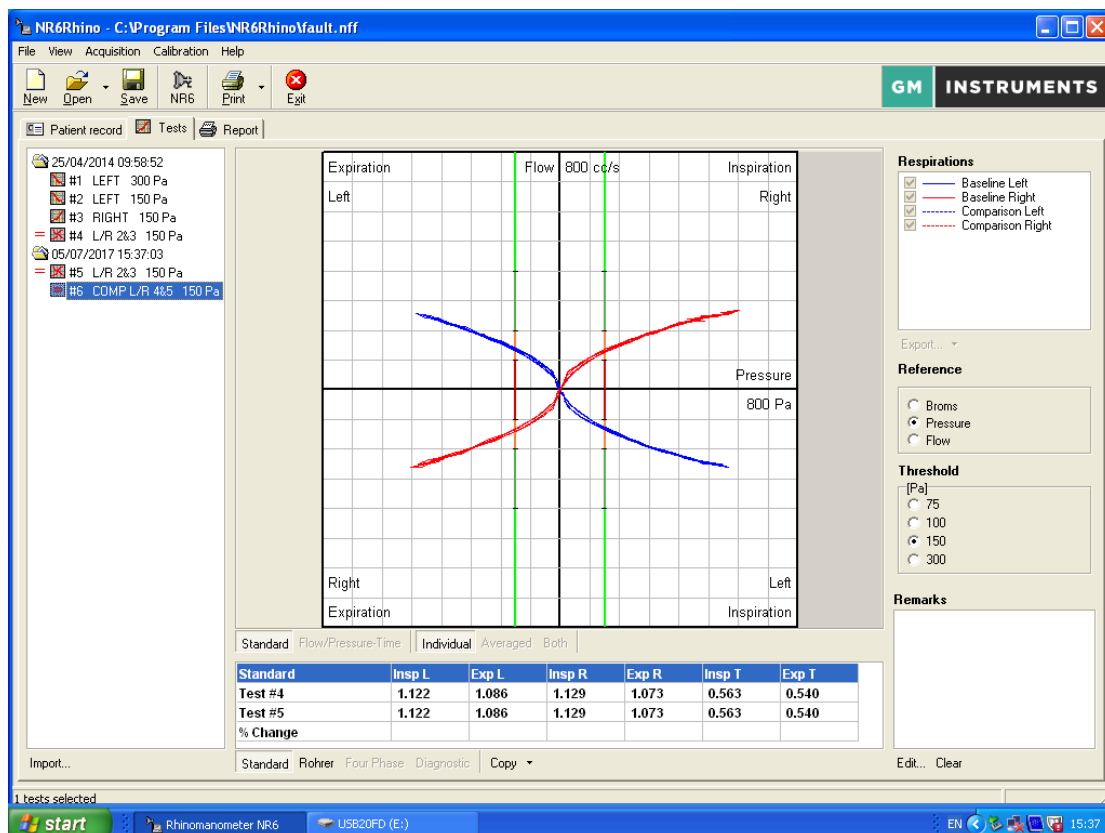 NR6Rhino - C:\Program Files\NR6Rhino\fault.nff
File View Acquisition Calibration Help
New Open Save NR6 Print Exit
GM INSTRUMENTS
Patient record Tests Report
25/04/2014 09:58:52
#1 LEFT 300 Pa
#2 LEFT 150 Pa
#3 RIGHT 150 Pa
= #4 L/R 2&3 150 Pa
05/07/2017 15:37:03
= #5 L/R 2&3 150 Pa
#6 COMP L/R 4&5 150 Pa
Import...
Expiration Flow 800 cc/s Inspiration
Left Right
Pressure
800 Pa
Right Left
Expiration Inspiration
Standard Flow/Pressure-Time Individual Averaged Both
Standard Insp L Exp L Insp R Exp R Insp T Exp T
Test #4 1.122 1.086 1.129 1.073 0.563 0.540
Test #5 1.122 1.086 1.129 1.073 0.563 0.540
% Change
Standard Rohrer Four Phase Diagnostic Copy
Respirations
Baseline Left
Baseline Right
Comparison Left
Comparison Right
Export...
Reference
Broms
Pressure
Flow
Threshold
[Pa]
75
100
150
300
Remarks
Edit... Clear
1 tests selected
start Rhinomanometer NR6 USB20FD (E:) EN 15:37